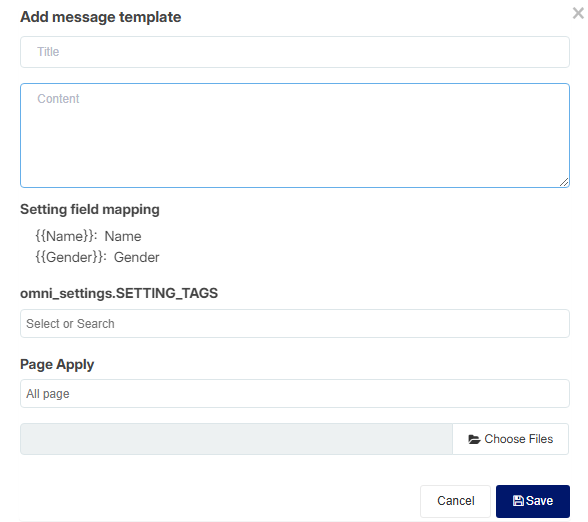 Add message template
Title
Content
Setting field mapping
{{Name}}: Name
{{Gender}}: Gender
omni_settings.SETTING_TAGS
Select or Search
Page Apply
All page
Choose Files
Cancel
Save